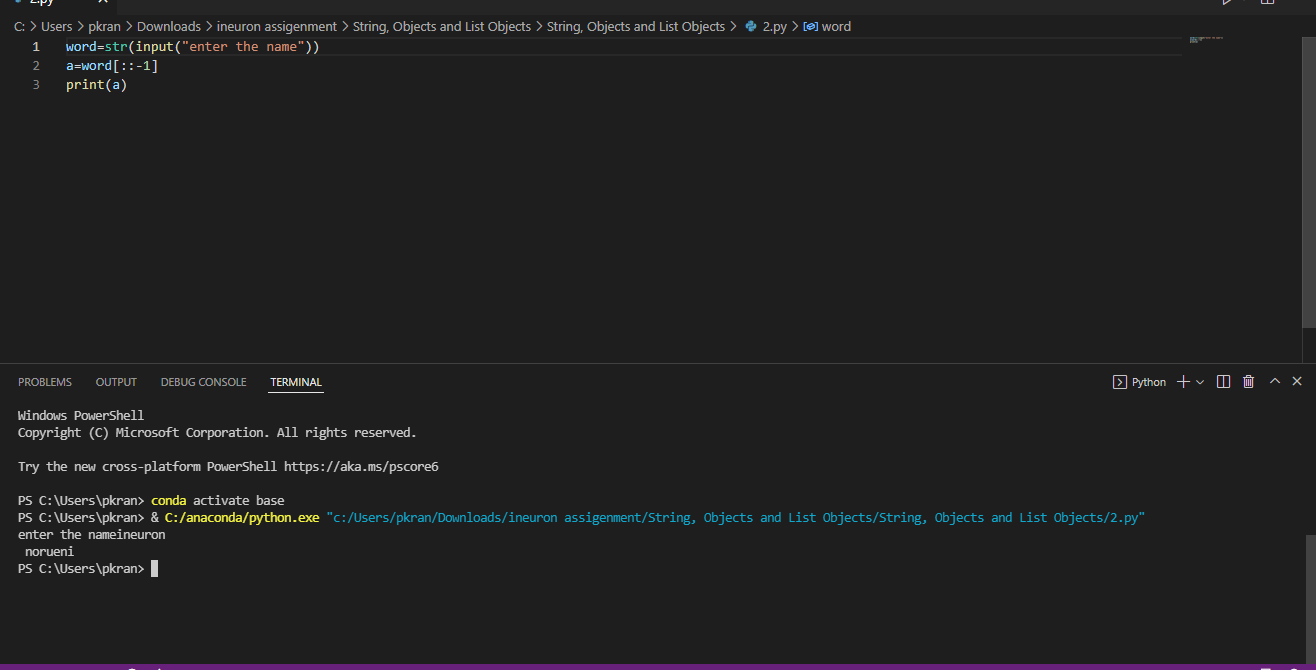 2.py
C: > Users > pkran > Downloads > ineuron assigenment > String, Objects and List Objects > String, Objects and List Objects > 2.py > word
1 word=str(input("enter the name"))
2 a=word[::-1]
3 print(a)
PROBLEMS OUTPUT DEBUG CONSOLE TERMINAL Python
Windows PowerShell
Copyright (C) Microsoft Corporation. All rights reserved.
Try the new cross-platform PowerShell https://aka.ms/pscore6
PS C:\Users\pkran> conda activate base
PS C:\Users\pkran> & C:/anaconda/python.exe "c:/Users/pkran/Downloads/ineuron assigenment/String, Objects and List Objects/String, Objects and List Objects/2.py"
enter the nameineuron
 norueni
PS C:\Users\pkran>